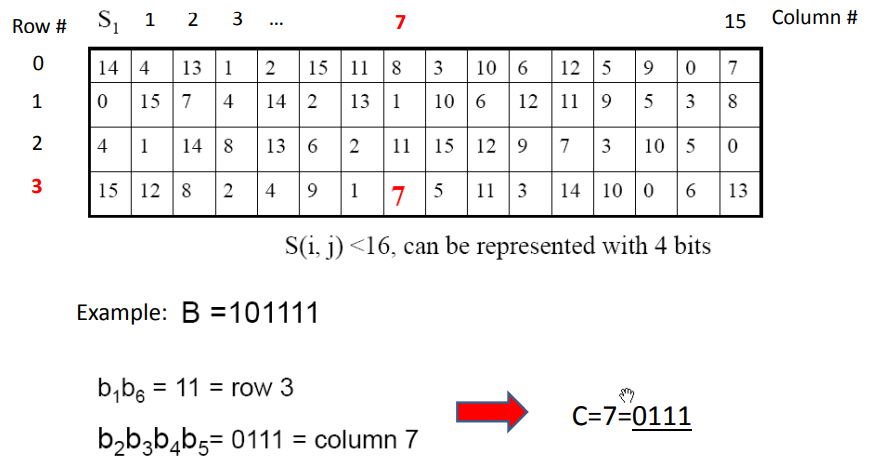 Row # S1 1 2 3 ... 7 15 Column #
0 14 4 13 1 2 15 11 8 3 10 6 12 5 9 0 7
1 0 15 7 4 14 2 13 1 10 6 12 11 9 5 3 8
2 4 1 14 8 13 6 2 11 15 12 9 7 3 10 5 0
3 15 12 8 2 4 9 1 7 5 11 3 14 10 0 6 13
S(i, j) <16, can be represented with 4 bits
Example: B =101111
b1b6 = 11 = row 3
C=7=0111
b2b3b4b5= 0111 = column 7